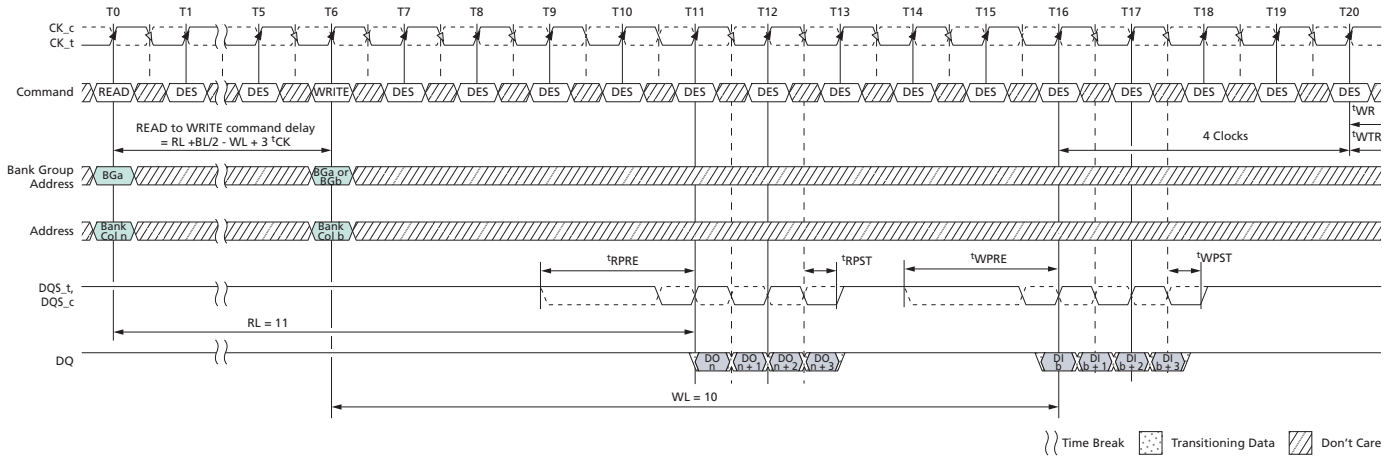 T0 T1 T5 T6 T7 T8 T9 T10 T11 T12 T13 T14 T15 T16 T17 T18 T19 T20
CK_c
CK_t
Command READ DES DES WRITE DES DES DES DES DES DES DES DES DES DES DES DES DES DES
tWR
READ to WRITE command delay
= RL +BL/2 - WL + 3 tCK
4 Clocks tWTR
Bank Group
Address
BGa
BGa or
BGb
Address
Bank
Col n
Bank
Col b
tRPRE tRPST tWPRE tWPST
DQS_t,
DQS_c
RL = 11
DQ
DO
n
DO
n + 1
DO
n + 2
DO
n + 3
DI
b
DI
b + 1
DI
b + 2
DI
b + 3
WL = 10
Time Break Transitioning Data Don't Care